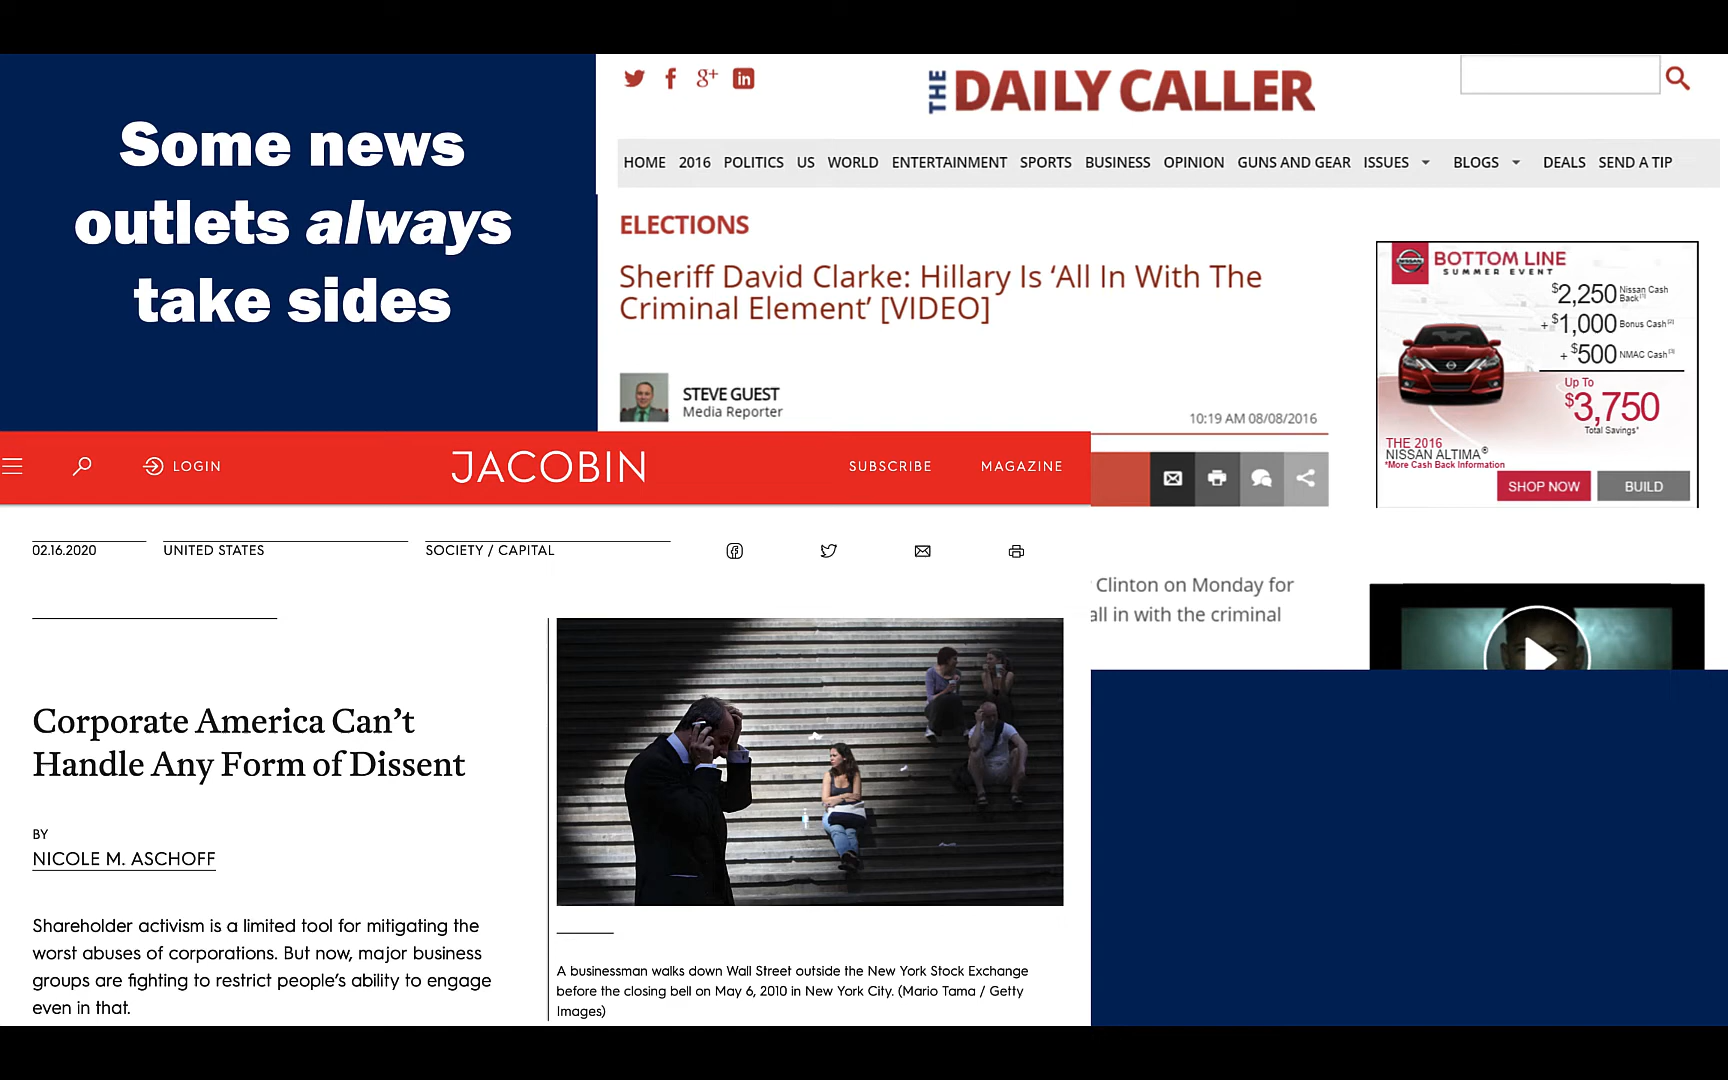 Some news
outlets always
take sides
g+
in
THE DAILY CALLER
HOME 2016 POLITICS US WORLD ENTERTAINMENT SPORTS BUSINESS OPINION GUNS AND GEAR ISSUES BLOGS DEALS SEND A TIP
ELECTIONS
Sheriff David Clarke: Hillary Is ‘All In With The
Criminal Element’ [VIDEO]
STEVE GUEST
Media Reporter
10:19 AM 08/08/2016
NISSAN
BOTTOM LINE
SUMMER EVENT
$2,250 Nissan Cash Back[1]
+ $1,000 Bonus Cash[2]
+ $500 NMAC Cash[3]
Up To
$3,750
Total Savings*
THE 2016
NISSAN ALTIMA®
*More Cash Back Information
SHOP NOW BUILD
Clinton on Monday for
all in with the criminal
LOGIN JACOBIN SUBSCRIBE MAGAZINE
02.16.2020 UNITED STATES SOCIETY / CAPITAL
Corporate America Can’t
Handle Any Form of Dissent
BY
NICOLE M. ASCHOFF
Shareholder activism is a limited tool for mitigating the
worst abuses of corporations. But now, major business
groups are fighting to restrict people’s ability to engage
even in that.
A businessman walks down Wall Street outside the New York Stock Exchange
before the closing bell on May 6, 2010 in New York City. (Mario Tama / Getty
Images)